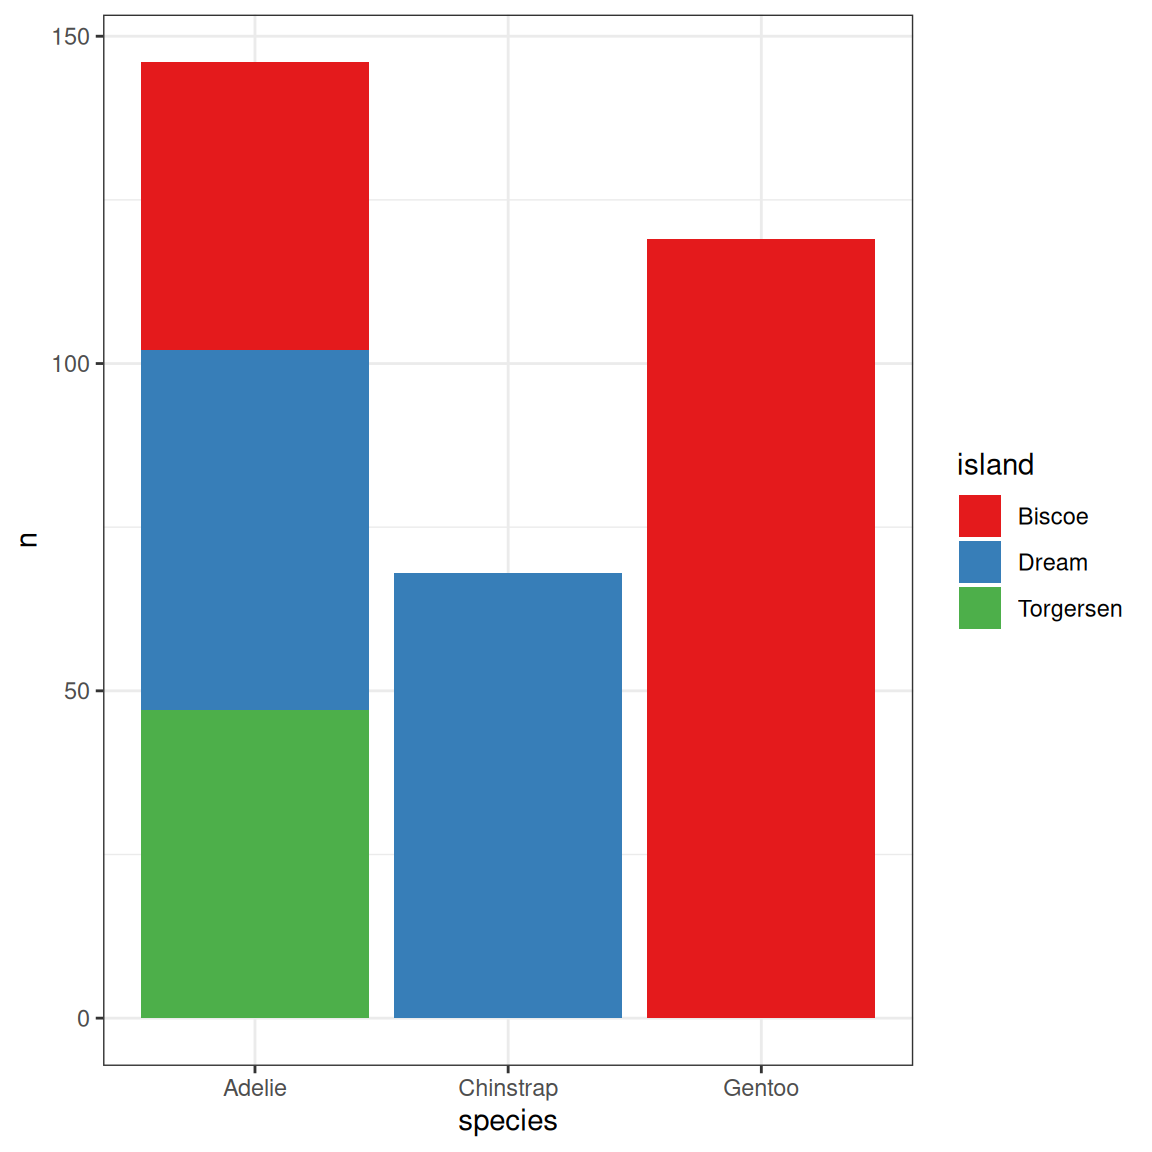 150
100
50
0
n
Adelie
Chinstrap
Gentoo
species
island
Biscoe
Dream
Torgersen